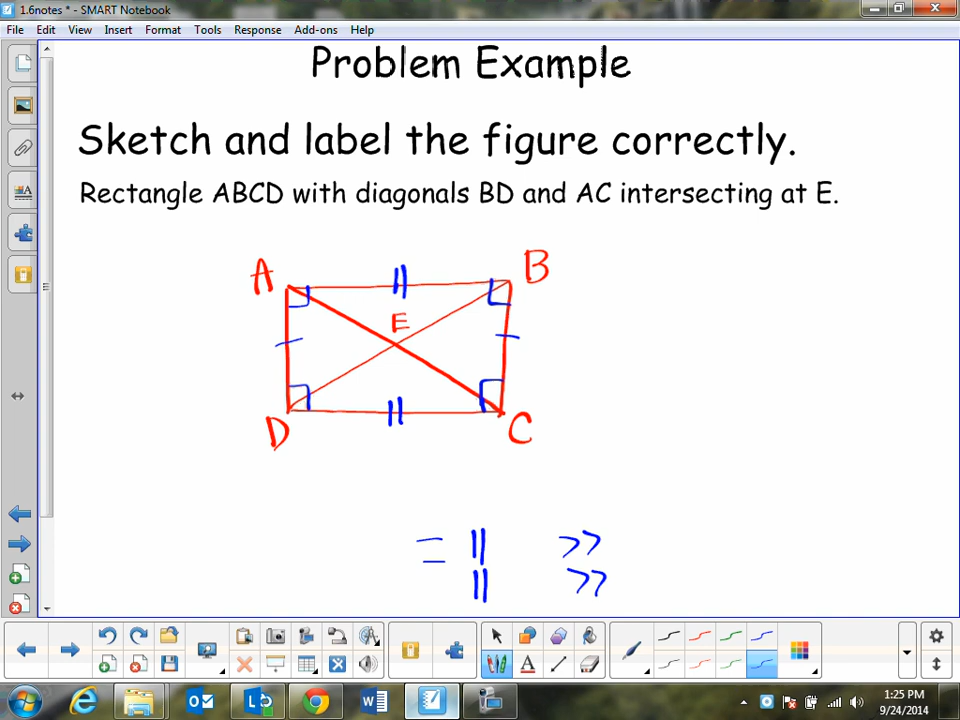 1.6notes * - SMART Notebook
File Edit View Insert Format Tools Response Add-ons Help
Problem Example
Sketch and label the figure correctly.
Rectangle ABCD with diagonals BD and AC intersecting at E.
A B
E
D C
= || >>
|| >>
1:25 PM
9/24/2014